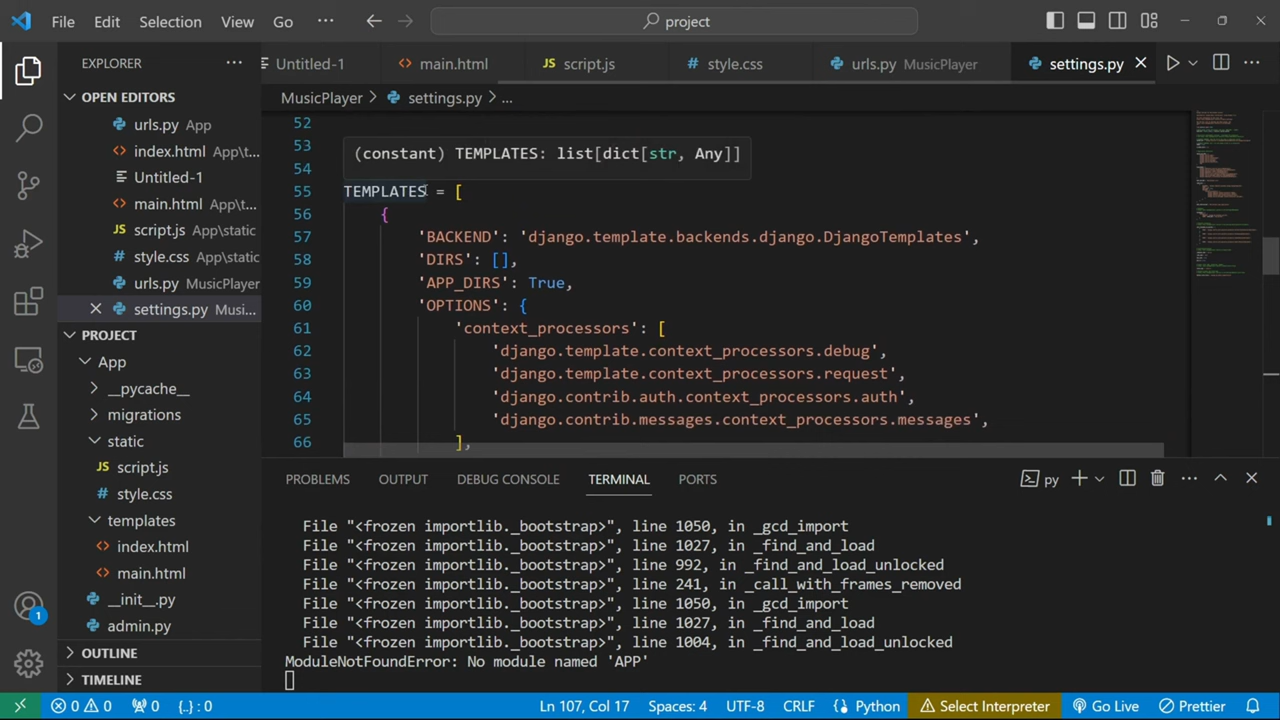 File Edit Selection View Go ··· project
EXPLORER ···
Untitled-1 main.html script.js style.css urls.py MusicPlayer settings.py ···
OPEN EDITORS
urls.py App
index.html App\t...
Untitled-1
main.html App\t...
script.js App\static
style.css App\static
urls.py MusicPlayer
settings.py Musi...
PROJECT
App
__pycache__
migrations
static
script.js
style.css
templates
index.html
main.html
__init__.py
admin.py
OUTLINE
TIMELINE
1
MusicPlayer > settings.py > ...
52
53
(constant) TEMPLATES: list[dict[str, Any]]
54
55 TEMPLATES = [
56 {
57 'BACKEND': 'django.template.backends.django.DjangoTemplates',
58 'DIRS': [],
59 'APP_DIRS': True,
60 'OPTIONS': {
61 'context_processors': [
62 'django.template.context_processors.debug',
63 'django.template.context_processors.request',
64 'django.contrib.auth.context_processors.auth',
65 'django.contrib.messages.context_processors.messages',
66 ],
PROBLEMS OUTPUT DEBUG CONSOLE TERMINAL PORTS py ···
File "<frozen importlib._bootstrap>", line 1050, in _gcd_import
File "<frozen importlib._bootstrap>", line 1027, in _find_and_load
File "<frozen importlib._bootstrap>", line 992, in _find_and_load_unlocked
File "<frozen importlib._bootstrap>", line 241, in _call_with_frames_removed
File "<frozen importlib._bootstrap>", line 1050, in _gcd_import
File "<frozen importlib._bootstrap>", line 1027, in _find_and_load
File "<frozen importlib._bootstrap>", line 1004, in _find_and_load_unlocked
ModuleNotFoundError: No module named 'APP'
0 0 0 {..} : 0 Ln 107, Col 17 Spaces: 4 UTF-8 CRLF Python Select Interpreter Go Live Prettier